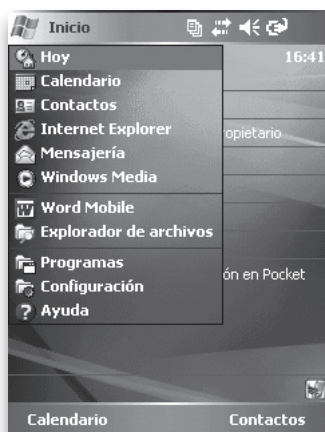 Inicio
Hoy
16:41
Calendario
Contactos
Internet Explorer
opietario
Mensajería
Windows Media
Word Mobile
Explorador de archivos
Programas
ón en Pocket
Configuración
Ayuda
Calendario
Contactos